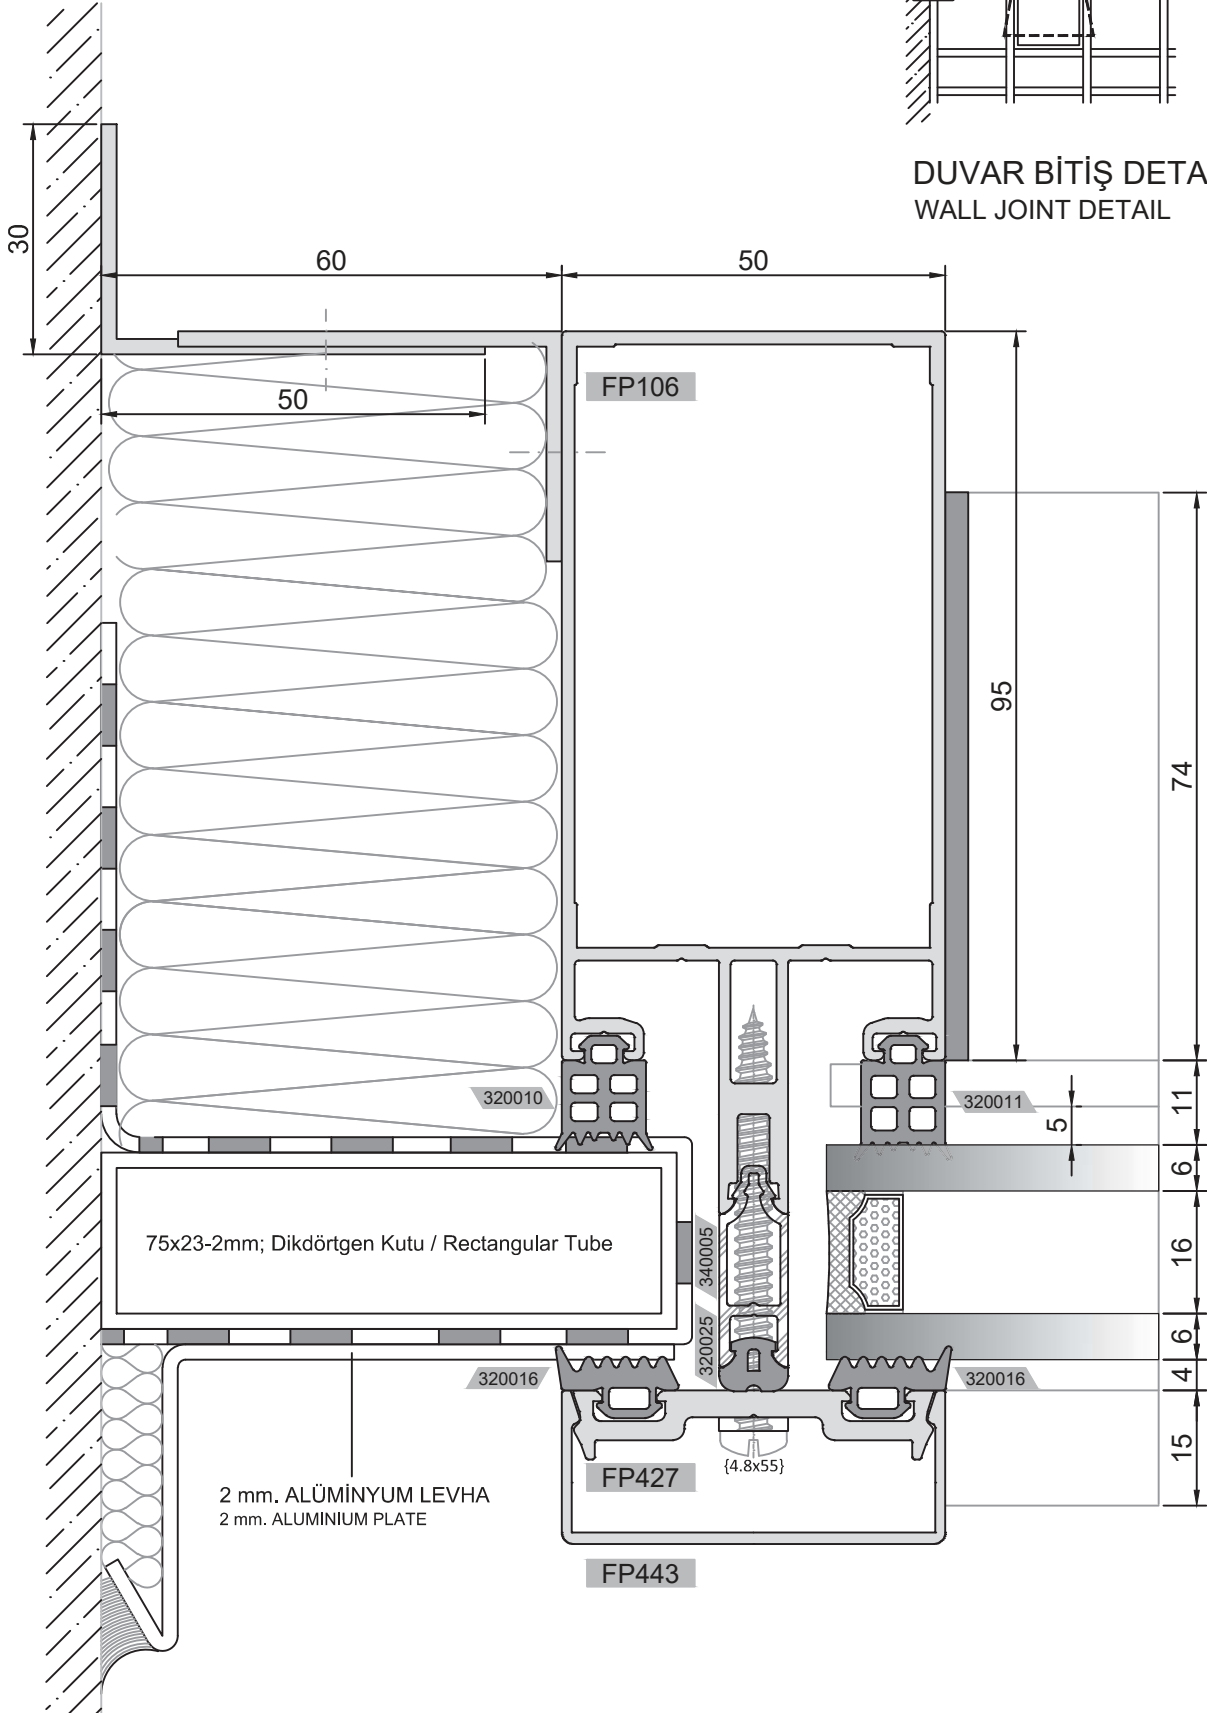 DUVAR BİTİŞ DETA
WALL JOINT DETAIL
30
60
50
50
FP106
95
74
320010
320011
11
5
6
75x23-2mm; Dikdörtgen Kutu / Rectangular Tube
340005
16
320025
6
320016
320016
4
15
{4.8x55}
FP427
2 mm. ALÜMİNYUM LEVHA
2 mm. ALUMINIUM PLATE
FP443